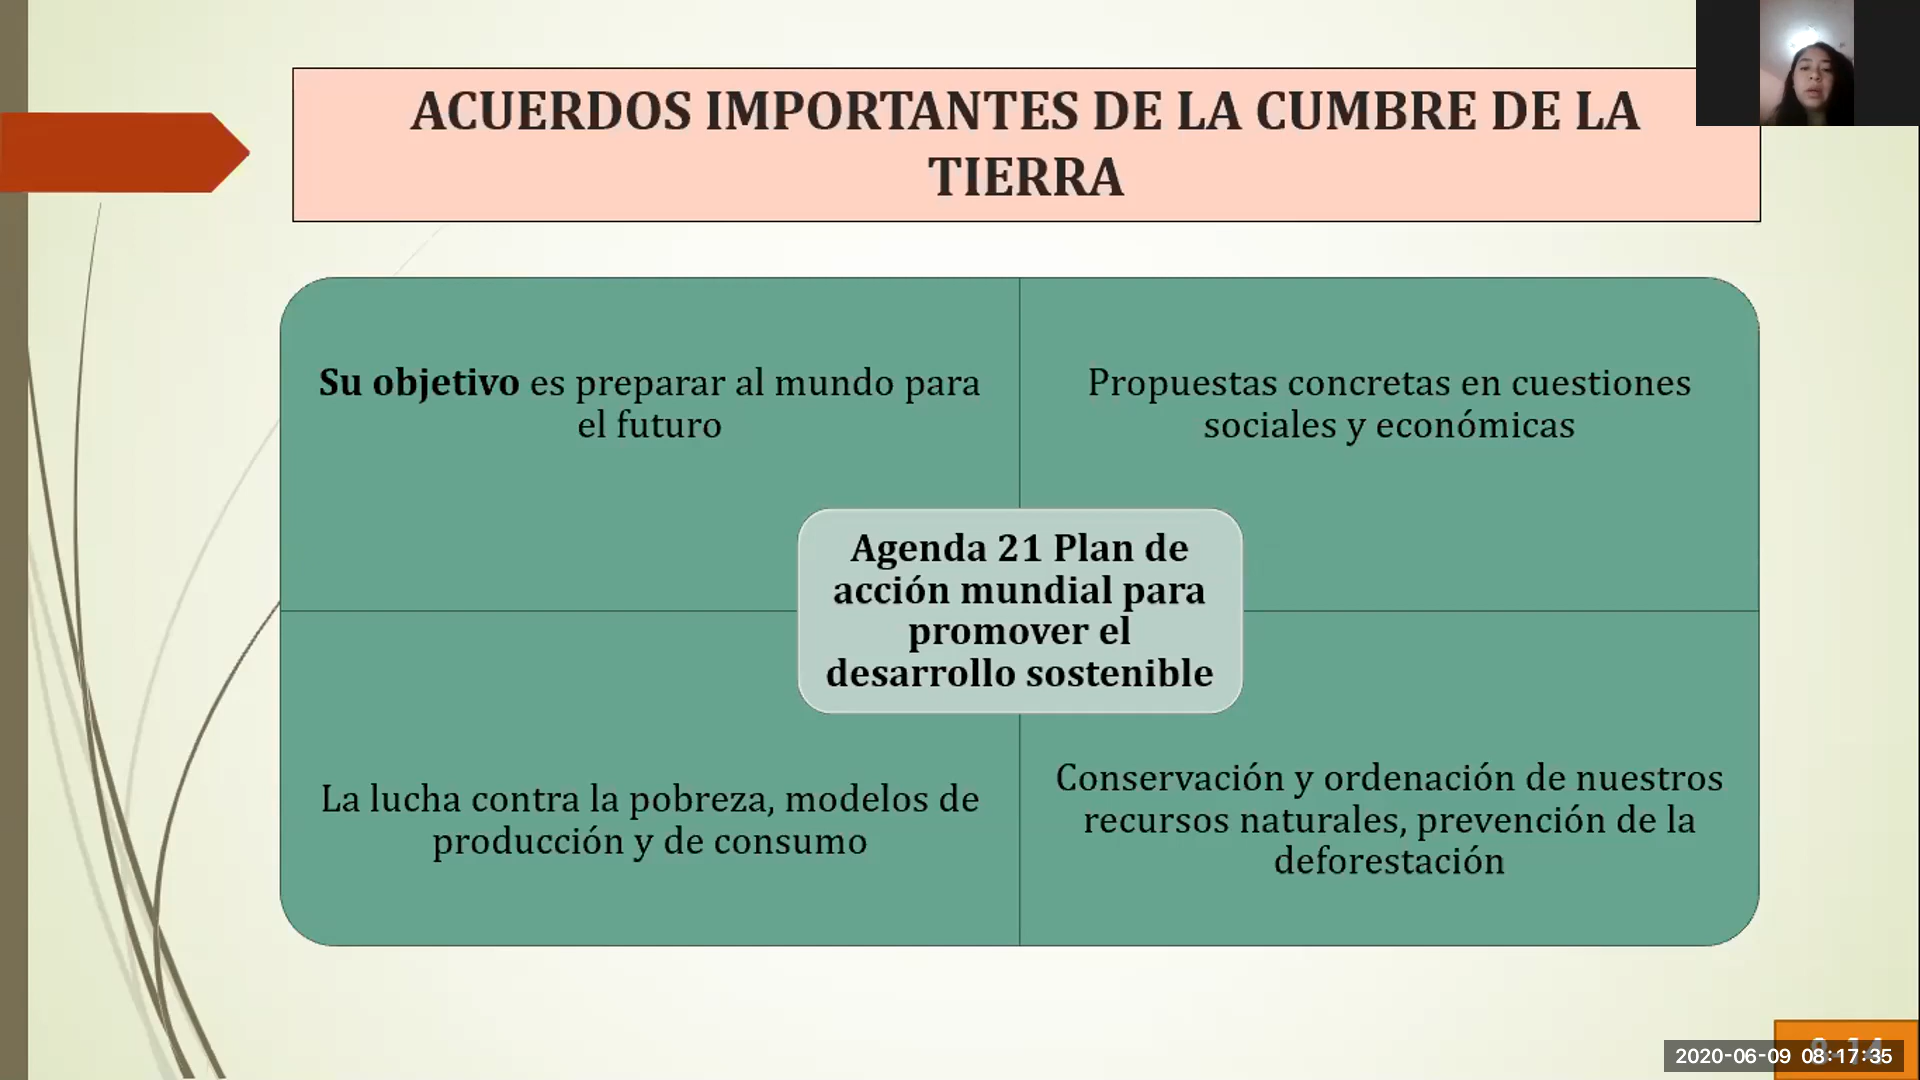 ACUERDOS IMPORTANTES DE LA CUMBRE DE LA
TIERRA
Su objetivo es preparar al mundo para
el futuro
Propuestas concretas en cuestiones
sociales y económicas
Agenda 21 Plan de
acción mundial para
promover el
desarrollo sostenible
La lucha contra la pobreza, modelos de
producción y de consumo
Conservación y ordenación de nuestros
recursos naturales, prevención de la
deforestación
2020-06-09 08:17:35